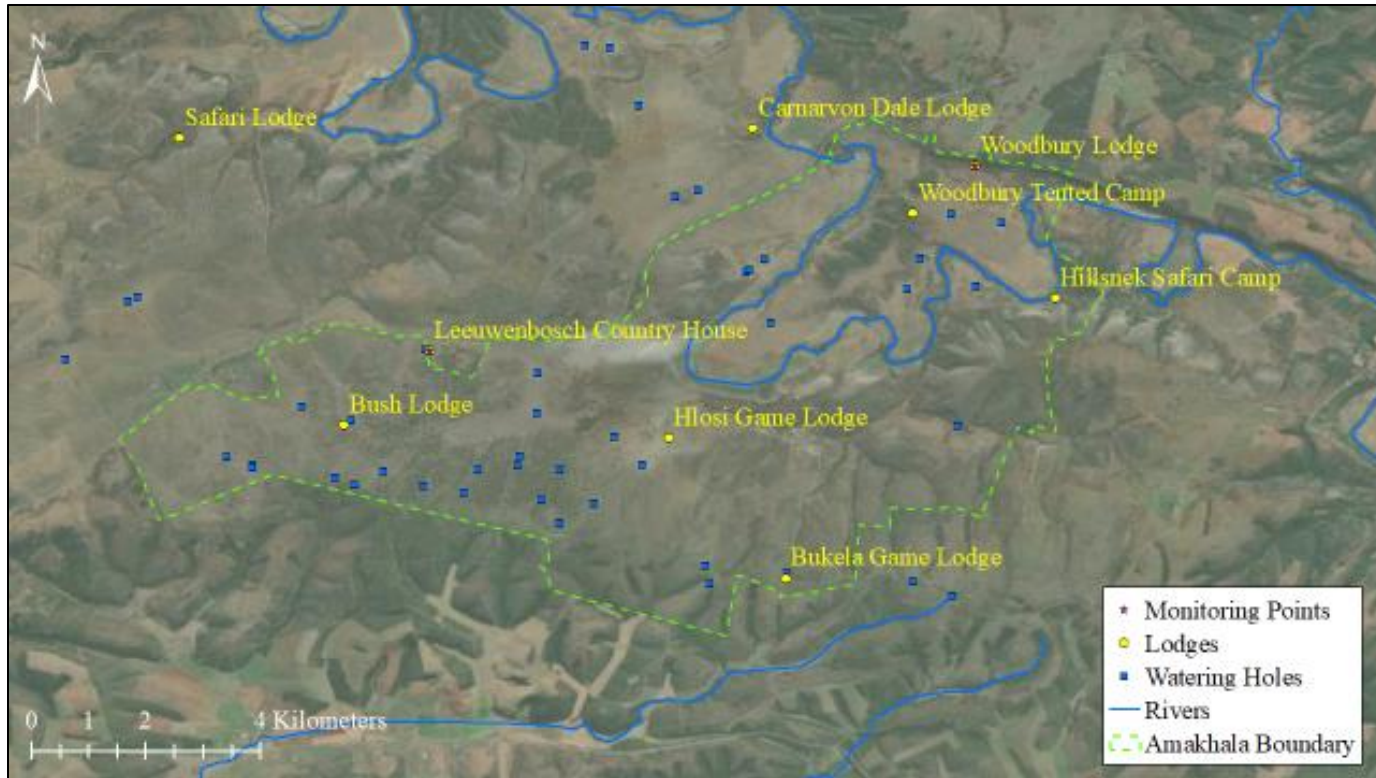 N
Safari Lodge
Carnarvon Dale Lodge
Woodbury Lodge
Woodbury Tented Camp
Hillsnek Safari Camp
Leeuwenbosch Country House
Bush Lodge
Hlosi Game Lodge
Bukela Game Lodge
Monitoring Points
Lodges
Watering Holes
Rivers
Amakhala Boundary
0 1 2 4 Kilometers